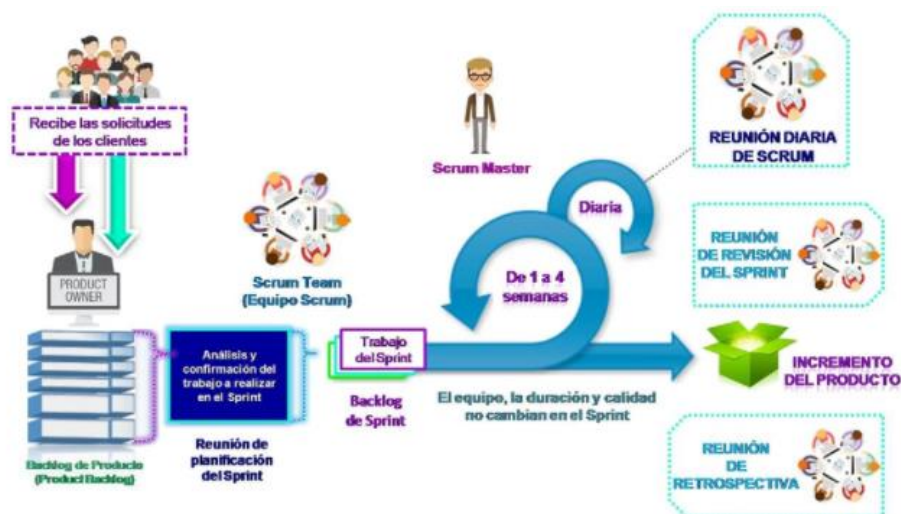 Recibe las solicitudes
de los clientes
PRODUCT
OWNER
Backlog de Producto
(Product Backlog)
Scrum Team
(Equipo Scrum)
Análisis y
confirmación del
trabajo a realizar
en el Sprint
Reunión de
planificación
del Sprint
Trabajo
del Sprint
Backlog
de Sprint
Scrum Master
Diaria
De 1 a 4
semanas
El equipo, la duración y calidad
no cambian en el Sprint
REUNIÓN DIARIA
DE SCRUM
REUNIÓN
DE REVISIÓN
DEL SPRINT
INCREMENTO
DEL PRODUCTO
REUNIÓN
DE
RETROSPECTIVA